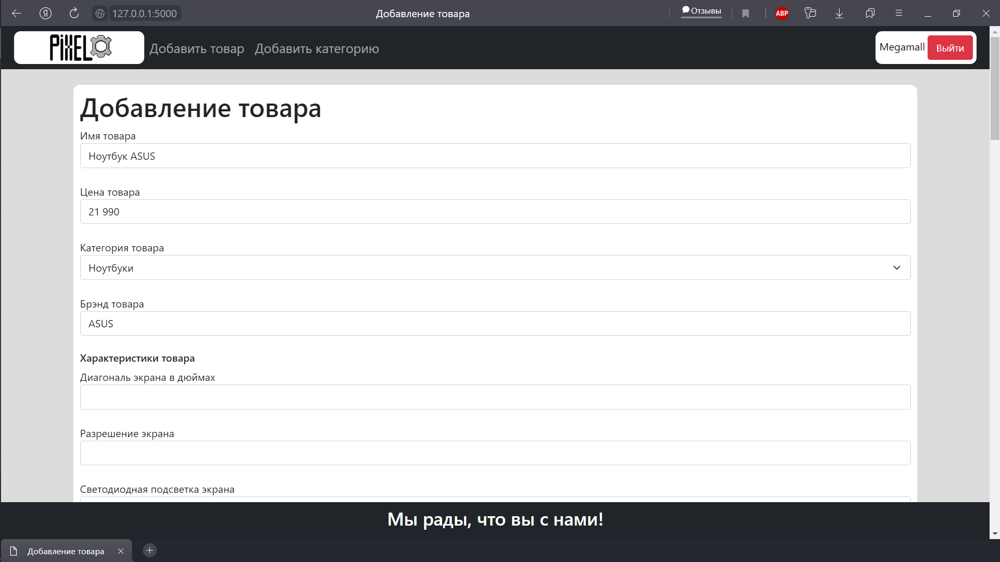 127.0.0.1:5000
Добавление товара
Отзывы
ABP
PiXEL
Добавить товар
Добавить категорию
Megamall
Выйти
Добавление товара
Имя товара
Ноутбук ASUS
Цена товара
21 990
Категория товара
Ноутбуки
Брэнд товара
ASUS
Характеристики товара
Диагональ экрана в дюймах
Разрешение экрана
Светодиодная подсветка экрана
Мы рады, что вы с нами!
Добавление товара